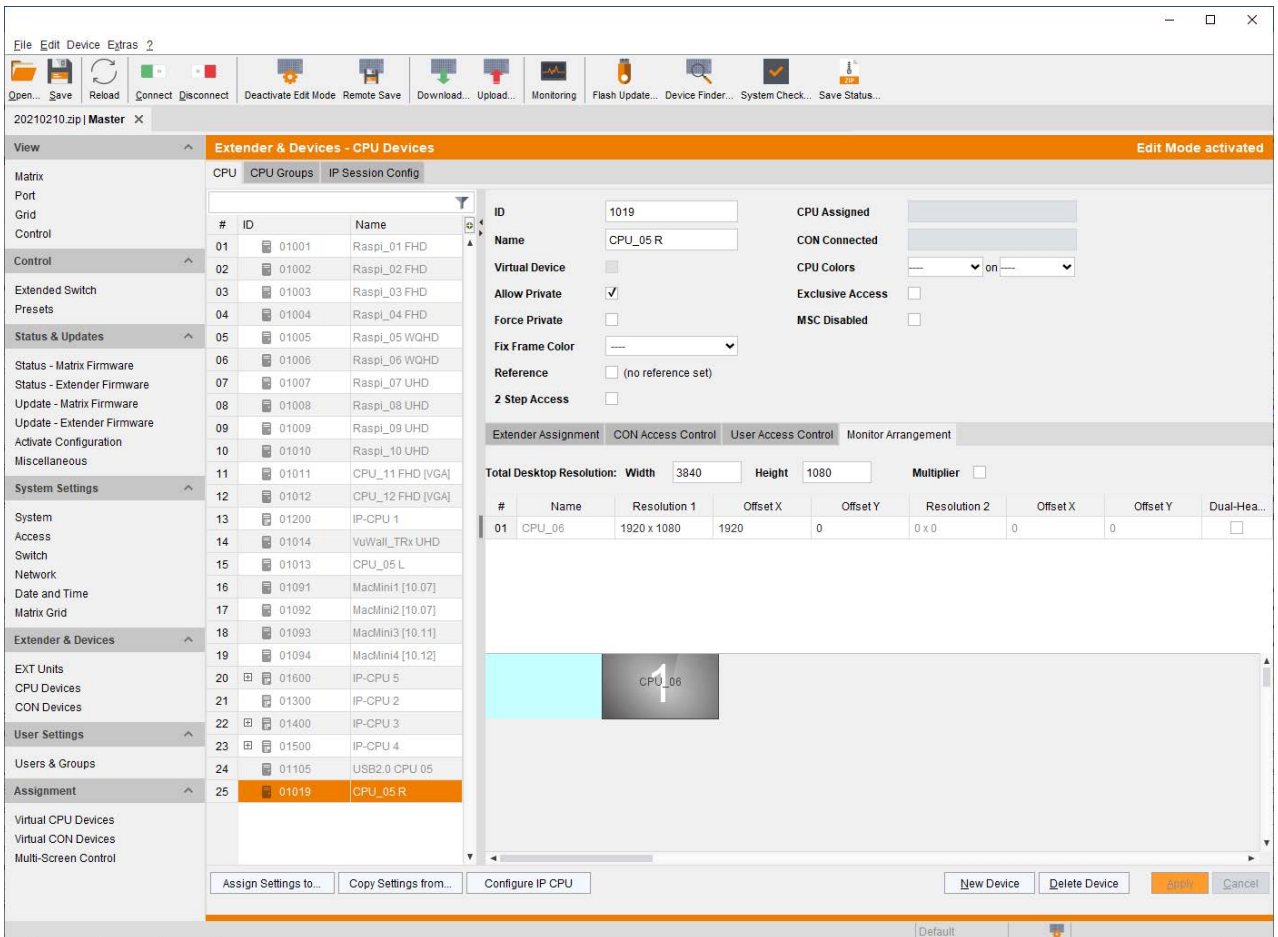 File Edit Device Extras ?
Open... Save Reload Connect Disconnect Deactivate Edit Mode Remote Save Download... Upload... Monitoring Flash Update... Device Finder... System Check... Save Status...
20210210.zip | Master
View
Matrix
Port
Grid
Control
Control
Extended Switch
Presets
Status & Updates
Status - Matrix Firmware
Status - Extender Firmware
Update - Matrix Firmware
Update - Extender Firmware
Activate Configuration
Miscellaneous
System Settings
System
Access
Switch
Network
Date and Time
Matrix Grid
Extender & Devices
EXT Units
CPU Devices
CON Devices
User Settings
Users & Groups
Assignment
Virtual CPU Devices
Virtual CON Devices
Multi-Screen Control
Extender & Devices - CPU Devices Edit Mode activated
CPU CPU Groups IP Session Config
# ID Name
01 01001 Raspi_01 FHD
02 01002 Raspi_02 FHD
03 01003 Raspi_03 FHD
04 01004 Raspi_04 FHD
05 01005 Raspi_05 WQHD
06 01006 Raspi_06 WQHD
07 01007 Raspi_07 UHD
08 01008 Raspi_08 UHD
09 01009 Raspi_09 UHD
10 01010 Raspi_10 UHD
11 01011 CPU_11 FHD [VGA]
12 01012 CPU_12 FHD [VGA]
13 01200 IP-CPU 1
14 01014 VuWall_TRx UHD
15 01013 CPU_05 L
16 01091 MacMini1 [10.07]
17 01092 MacMini2 [10.07]
18 01093 MacMini3 [10.11]
19 01094 MacMini4 [10.12]
20 01600 IP-CPU 5
21 01300 IP-CPU 2
22 01400 IP-CPU 3
23 01500 IP-CPU 4
24 01105 USB2.0 CPU 05
25 01019 CPU_05 R
ID 1019 CPU Assigned
Name CPU_05 R CON Connected
Virtual Device CPU Colors ---- on ----
Allow Private Exclusive Access
Force Private MSC Disabled
Fix Frame Color ----
Reference (no reference set)
2 Step Access
Extender Assignment CON Access Control User Access Control Monitor Arrangement
Total Desktop Resolution: Width 3840 Height 1080 Multiplier
# Name Resolution 1 Offset X Offset Y Resolution 2 Offset X Offset Y Dual-Hea...
01 CPU_06 1920 x 1080 1920 0 0 x 0 0 0
1
CPU_06
Assign Settings to... Copy Settings from... Configure IP CPU New Device Delete Device Apply Cancel
Default